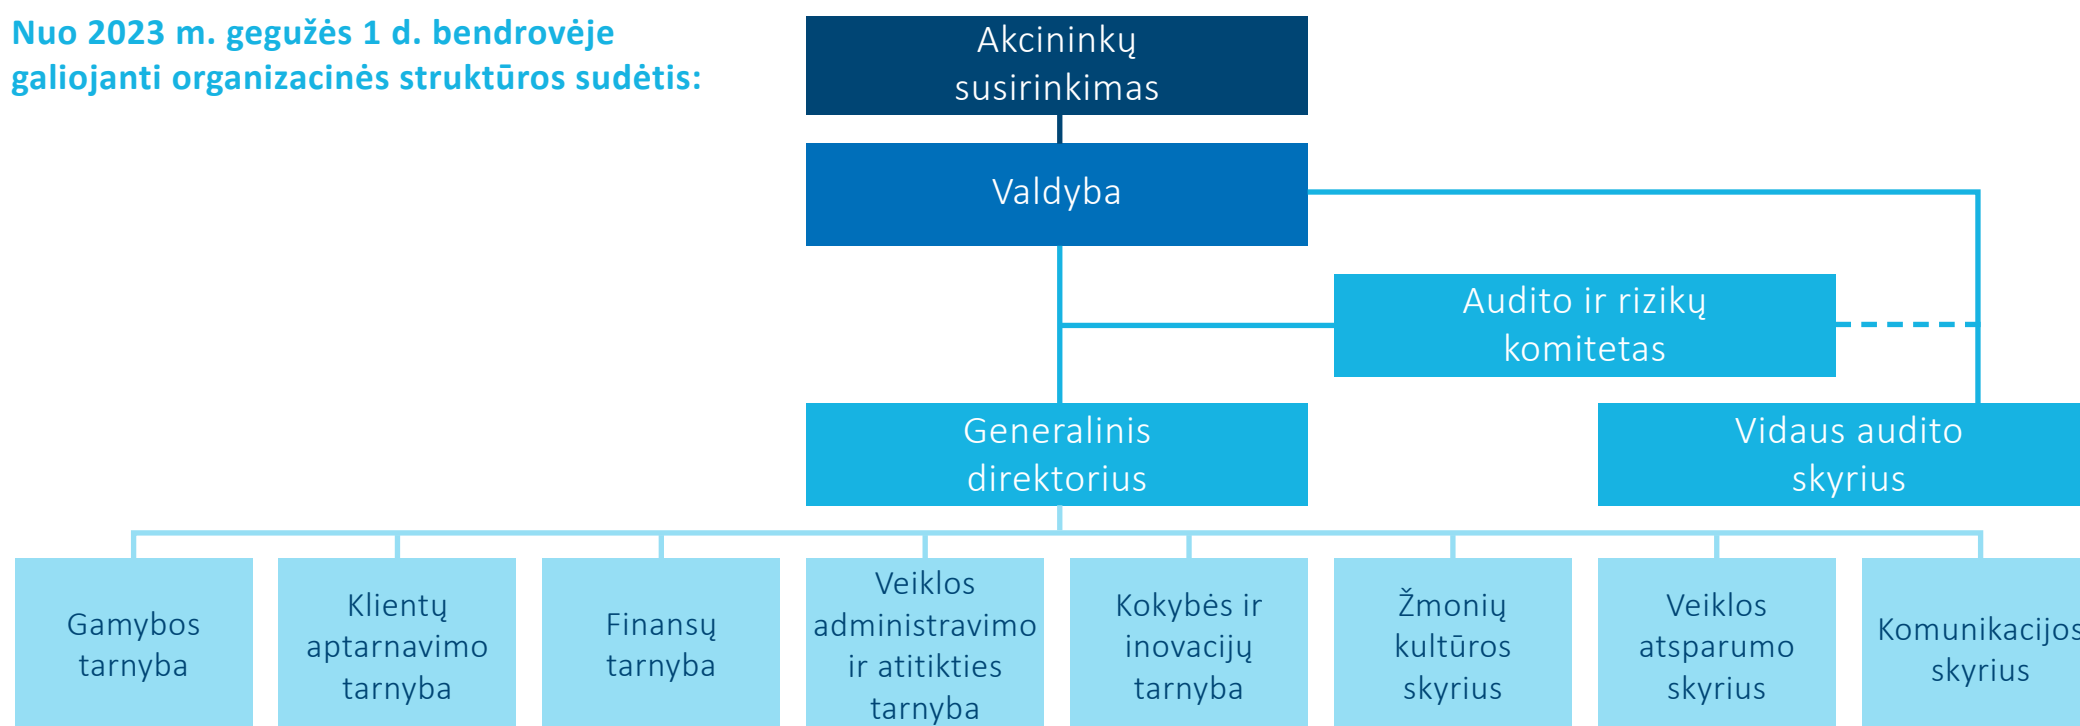 Nuo 2023 m. gegužės 1 d. bendrovėje
galiojanti organizacinės struktūros sudėtis:
Akcininkų
susirinkimas
Valdyba
Audito ir rizikų
komitetas
Generalinis
direktorius
Vidaus audito
skyrius
Gamybos
tarnyba
Klientų
aptarnavimo
tarnyba
Finansų
tarnyba
Veiklos
administravimo
ir atitikties
tarnyba
Kokybės ir
inovacijų
tarnyba
Žmonių
kultūros
skyrius
Veiklos
atsparumo
skyrius
Komunikacijos
skyrius